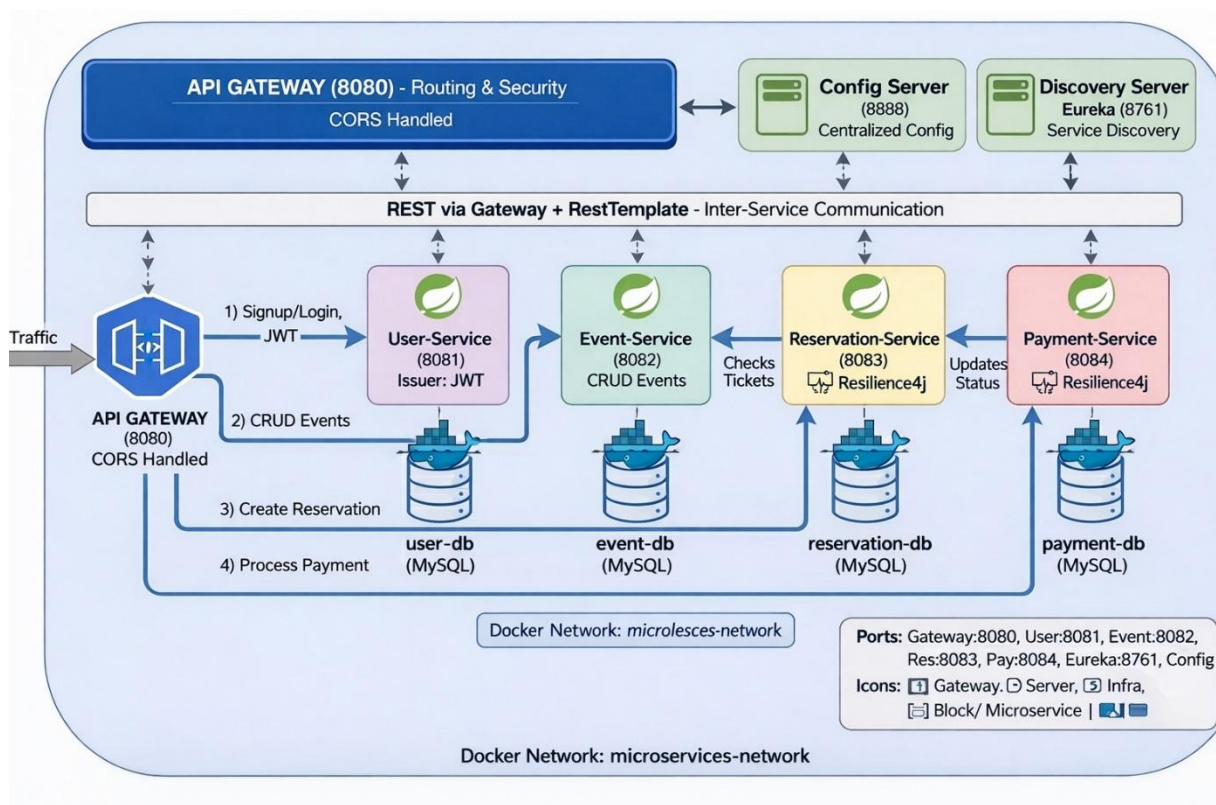 API GATEWAY (8080) - Routing & Security
CORS Handled
Config Server
(8888)
Centralized Config
Discovery Server
Eureka (8761)
Service Discovery
REST via Gateway + RestTemplate - Inter-Service Communication
Traffic
API GATEWAY
(8080)
CORS Handled
1) Signup/Login,
JWT
User-Service
(8081)
Issuer: JWT
Event-Service
(8082)
CRUD Events
Checks
Tickets
Reservation-Service
(8083)
Resilience4j
Updates
Status
Payment-Service
(8084)
Resilience4j
2) CRUD Events
3) Create Reservation
4) Process Payment
user-db
(MySQL)
event-db
(MySQL)
reservation-db
(MySQL)
payment-db
(MySQL)
Docker Network: microlesces-network
Ports: Gateway:8080, User:8081, Event:8082,
Res:8083, Pay:8084, Eureka:8761, Config
Icons: Gateway. Server, 5 Infra,
Block/ Microservice |
Docker Network: microservices-network